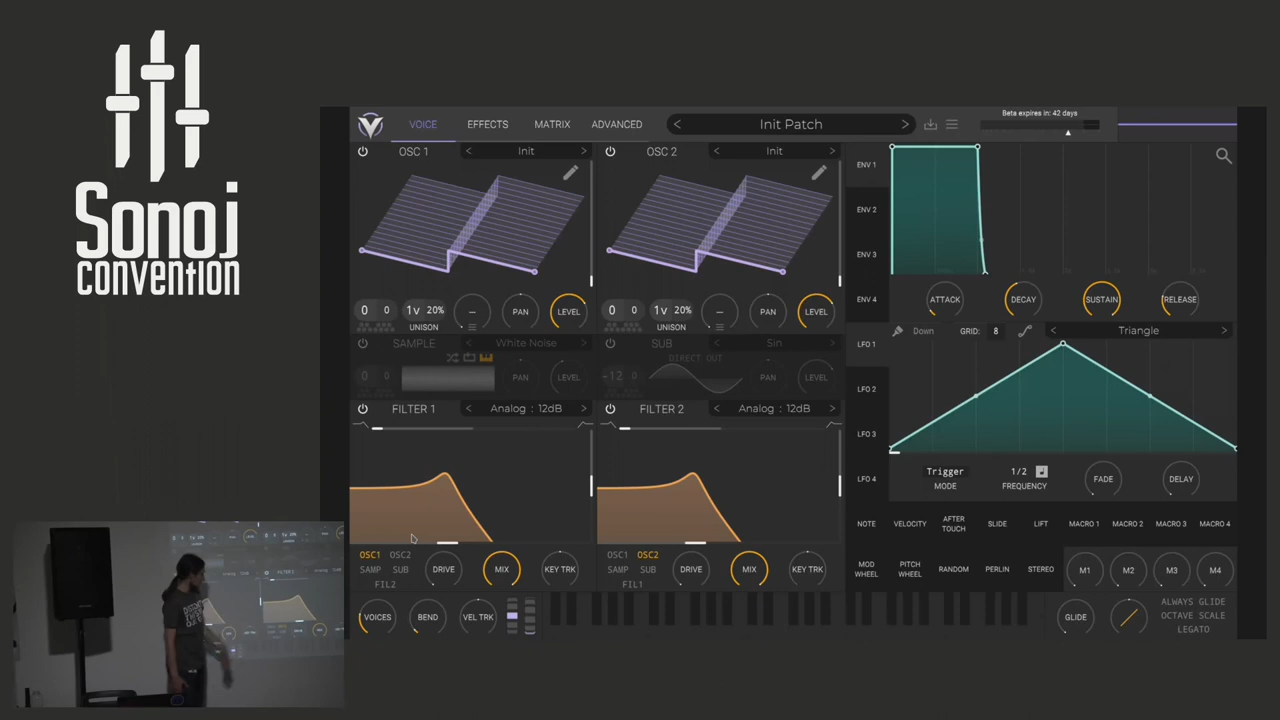 Sonoj
convention
VOICE EFFECTS MATRIX ADVANCED < Init Patch >
Beta expires in: 42 days
OSC 1 < Init >
OSC 2 < Init >
ENV 1
ENV 2
ENV 3
ENV 4
ATTACK DECAY SUSTAIN RELEASE
0 0 1v 20% – PAN LEVEL
UNISON
0 0 1v 20% – PAN LEVEL
UNISON
Down GRID: 8 < Triangle >
SAMPLE < White Noise >
SUB < Sin >
DIRECT OUT
0 0 PAN LEVEL
-12 0 PAN LEVEL
LFO 1
LFO 2
LFO 3
LFO 4
FILTER 1 < Analog : 12dB >
FILTER 2 < Analog : 12dB >
Trigger
MODE
1/2
FREQUENCY
FADE DELAY
OSC1 OSC2
SAMP SUB
FIL2
DRIVE MIX KEY TRK
OSC1 OSC2
SAMP SUB
FIL1
DRIVE MIX KEY TRK
NOTE VELOCITY AFTER TOUCH SLIDE LIFT MACRO 1 MACRO 2 MACRO 3 MACRO 4
MOD WHEEL PITCH WHEEL RANDOM PERLIN STEREO M1 M2 M3 M4
VOICES BEND VEL TRK
GLIDE
ALWAYS GLIDE
OCTAVE SCALE
LEGATO